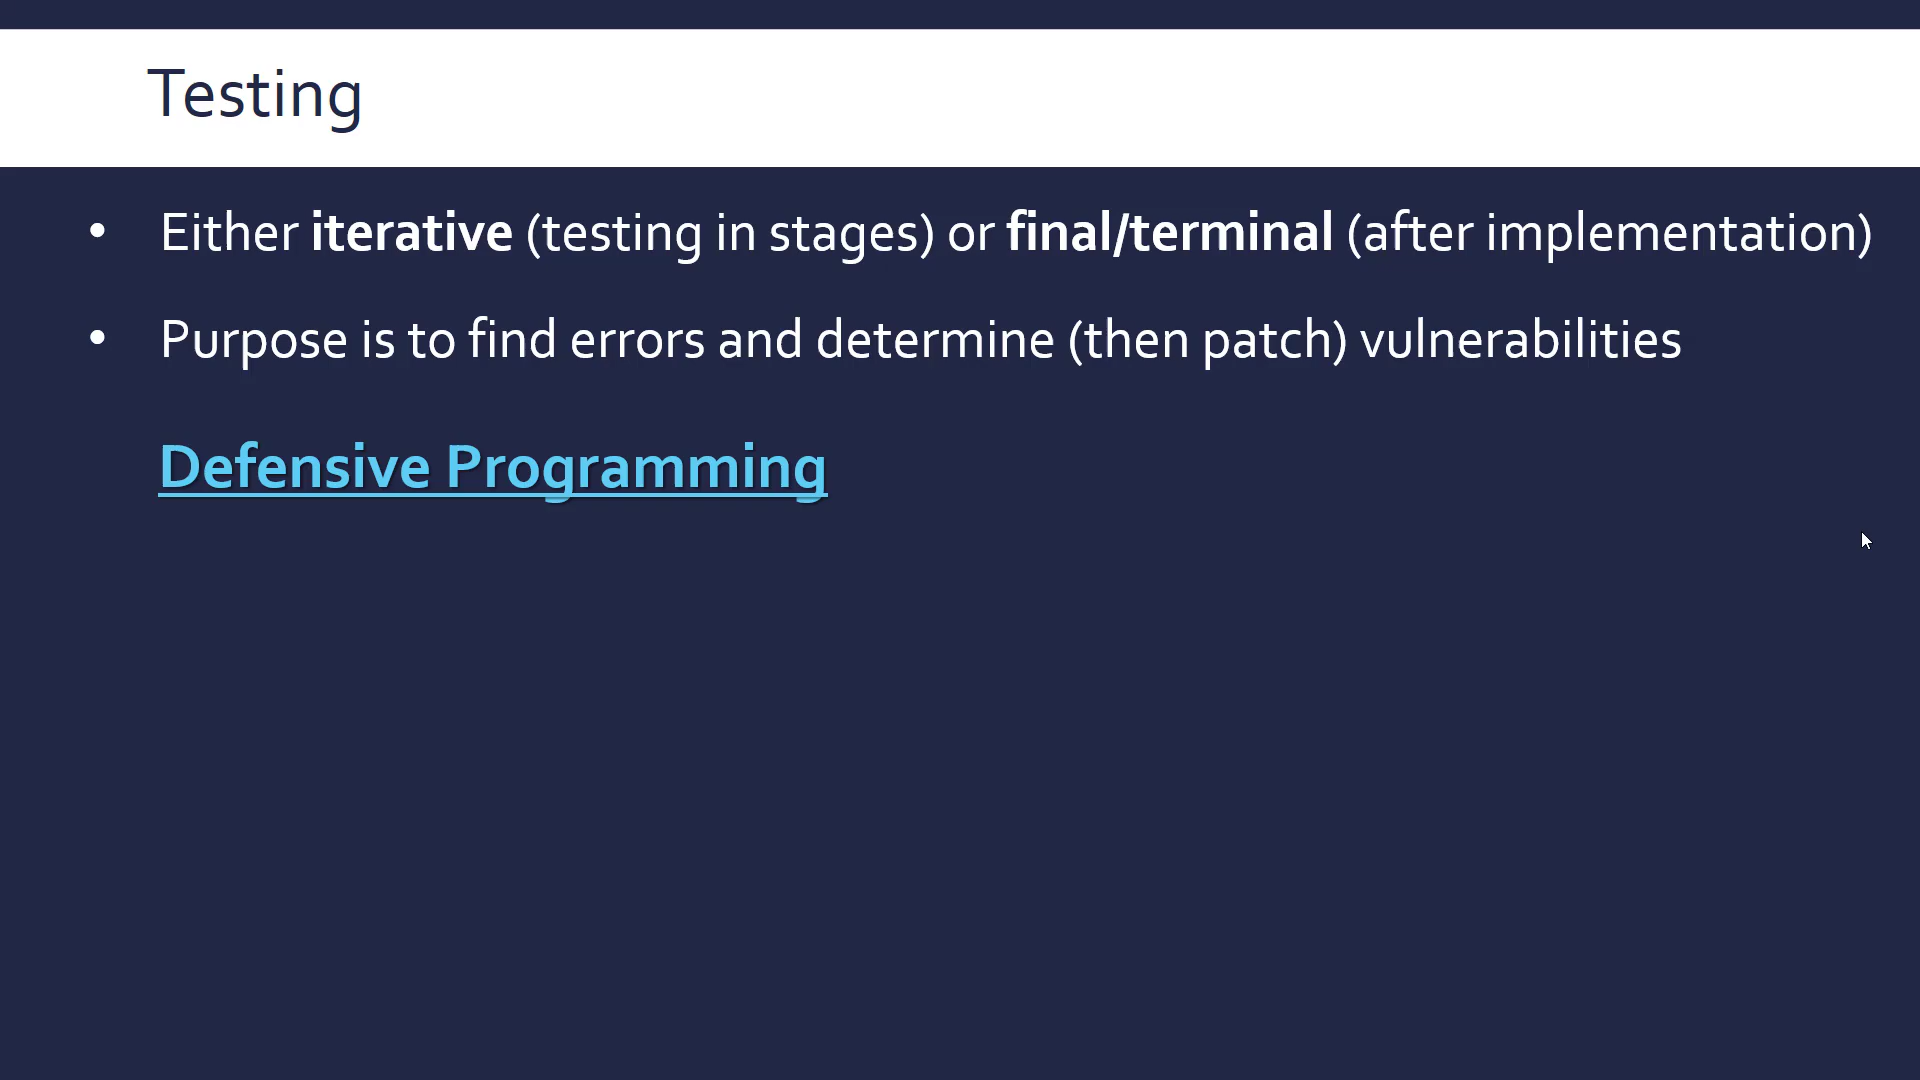 Testing
• Either iterative (testing in stages) or final/terminal (after implementation)
• Purpose is to find errors and determine (then patch) vulnerabilities
Defensive Programming